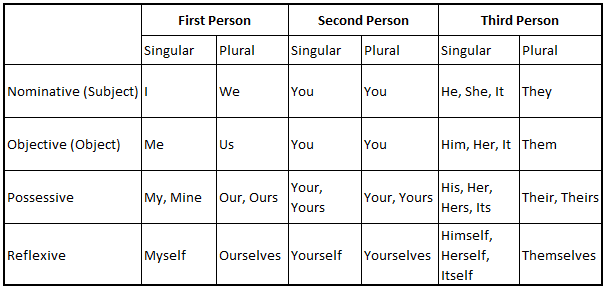 First Person Second Person Third Person
Singular Plural Singular Plural Singular Plural
Nominative (Subject) I We You You He, She, It They
Objective (Object) Me Us You You Him, Her, It Them
Possessive My, Mine Our, Ours Your, Yours Your, Yours His, Her, Hers, Its Their, Theirs
Reflexive Myself Ourselves Yourself Yourselves Himself, Herself, Itself Themselves